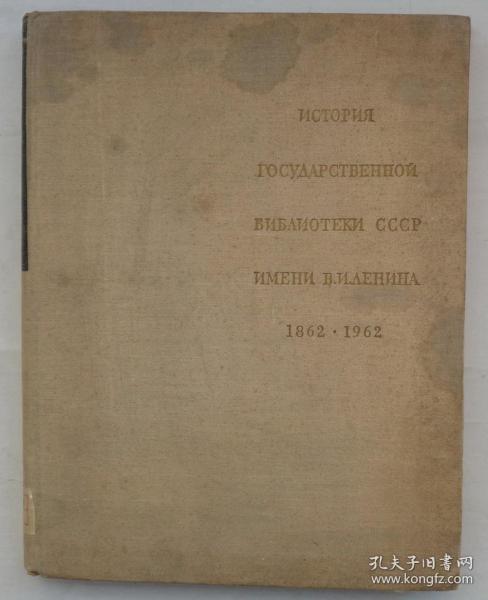 ИСТОРИЯ
ГОСУДАРСТВЕННОЙ
БИБЛИОТЕКИ СССР
ИМЕНИ В.И.ЛЕНИНА
1862 · 1962
孔夫子旧书网
www.kongfz.com